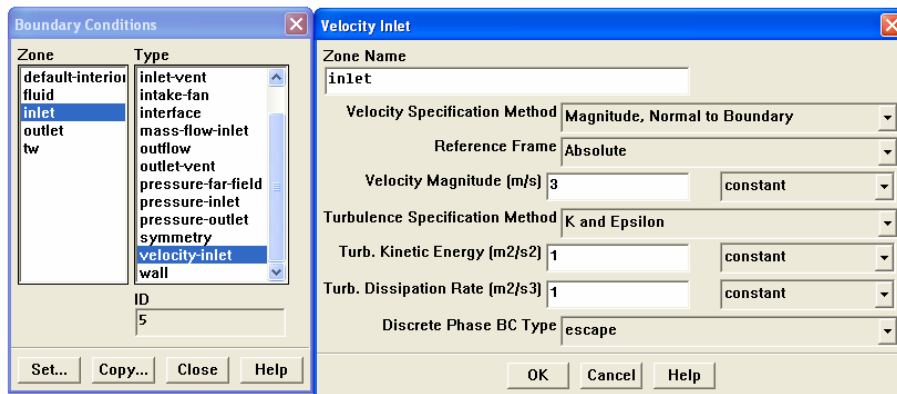 Boundary Conditions
Zone
default-interior
fluid
inlet
outlet
tw
Type
inlet-vent
intake-fan
interface
mass-flow-inlet
outflow
outlet-vent
pressure-far-field
pressure-inlet
pressure-outlet
symmetry
velocity-inlet
wall
ID
5
Set... Copy... Close Help
Velocity Inlet
Zone Name
inlet
Velocity Specification Method Magnitude, Normal to Boundary
Reference Frame Absolute
Velocity Magnitude (m/s) 3 constant
Turbulence Specification Method K and Epsilon
Turb. Kinetic Energy (m2/s2) 1 constant
Turb. Dissipation Rate (m2/s3) 1 constant
Discrete Phase BC Type escape
OK Cancel Help